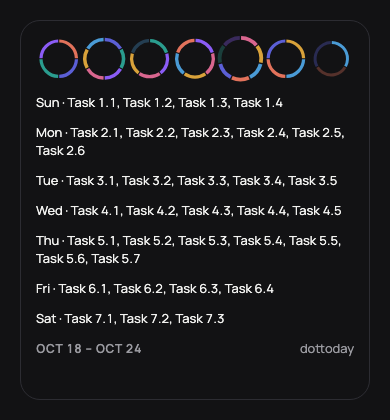 Sun · Task 1.1, Task 1.2, Task 1.3, Task 1.4
Mon · Task 2.1, Task 2.2, Task 2.3, Task 2.4, Task 2.5,
Task 2.6
Tue · Task 3.1, Task 3.2, Task 3.3, Task 3.4, Task 3.5
Wed · Task 4.1, Task 4.2, Task 4.3, Task 4.4, Task 4.5
Thu · Task 5.1, Task 5.2, Task 5.3, Task 5.4, Task 5.5,
Task 5.6, Task 5.7
Fri · Task 6.1, Task 6.2, Task 6.3, Task 6.4
Sat · Task 7.1, Task 7.2, Task 7.3
OCT 18 – OCT 24 dottoday